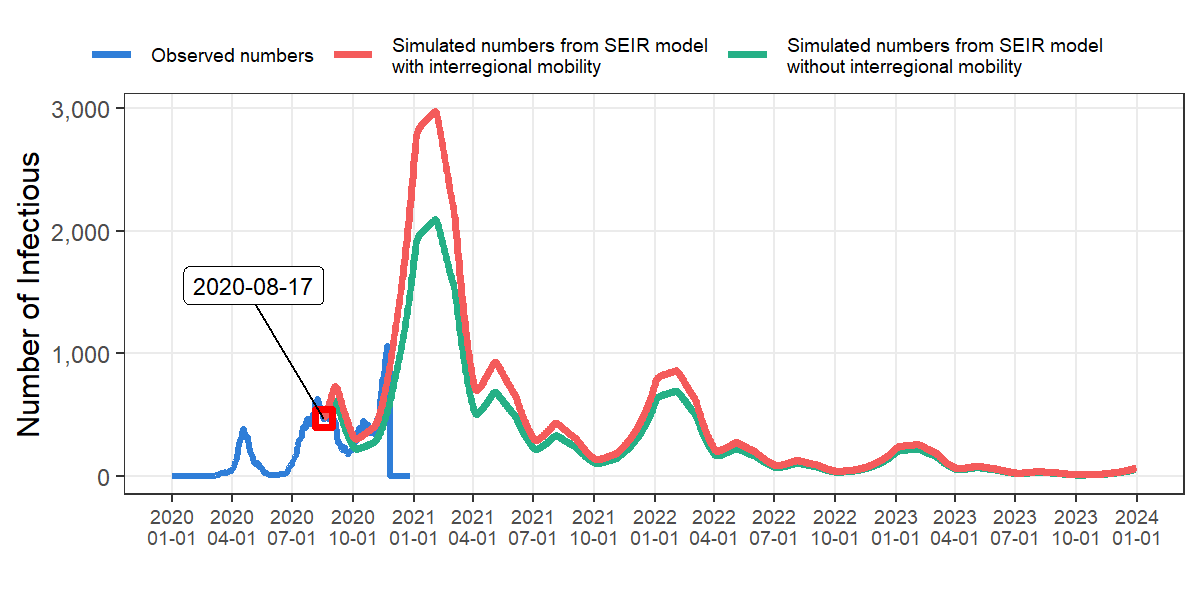 Observed numbers
Simulated numbers from SEIR model
with interregional mobility
Simulated numbers from SEIR model
without interregional mobility
Number of Infectious
3,000
2,000
1,000
0
2020-08-17
2020 2020 2020 2020 2021 2021 2021 2021 2022 2022 2022 2022 2023 2023 2023 2023 2024
01-01 04-01 07-01 10-01 01-01 04-01 07-01 10-01 01-01 04-01 07-01 10-01 01-01 04-01 07-01 10-01 01-01